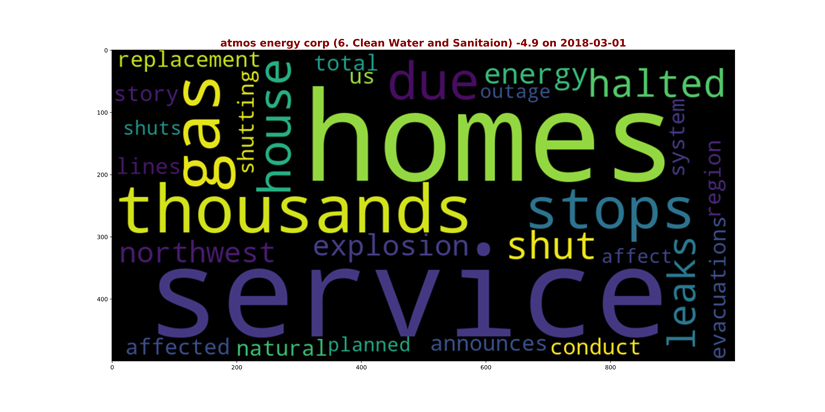 atmos energy corp (6. Clean Water and Sanitaion) -4.9 on 2018-03-01
replacement
total
us
due
energy
halted
story
gas
shutting
house
outage
homes
system
shuts
lines
thousands
stops
region
northwest
explosion
shut
affect
leaks
evacuations
service
affected
natural
planned
announces
conduct
0
100
200
300
400
0
200
400
600
800